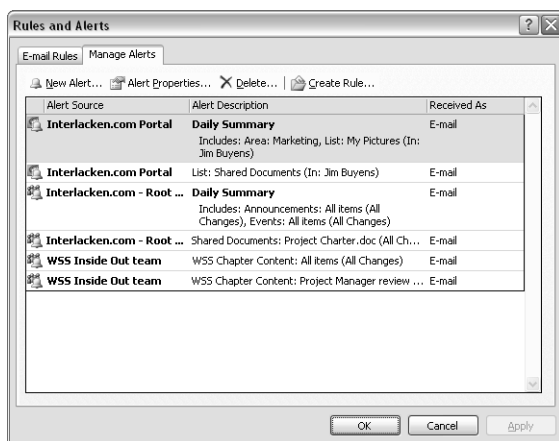 Rules and Alerts
E-mail Rules Manage Alerts
New Alert... Alert Properties... Delete... Create Rule...
Alert Source Alert Description Received As
Interlacken.com Portal Daily Summary E-mail
Includes: Area: Marketing, List: My Pictures (In:
Jim Buyens)
Interlacken.com Portal List: Shared Documents (In: Jim Buyens) E-mail
Interlacken.com - Root ... Daily Summary E-mail
Includes: Announcements: All items (All
Changes), Events: All items (All Changes)
Interlacken.com - Root ... Shared Documents: Project Charter.doc (All Ch... E-mail
WSS Inside Out team WSS Chapter Content: All items (All Changes) E-mail
WSS Inside Out team WSS Chapter Content: Project Manager review ... E-mail
OK Cancel Apply